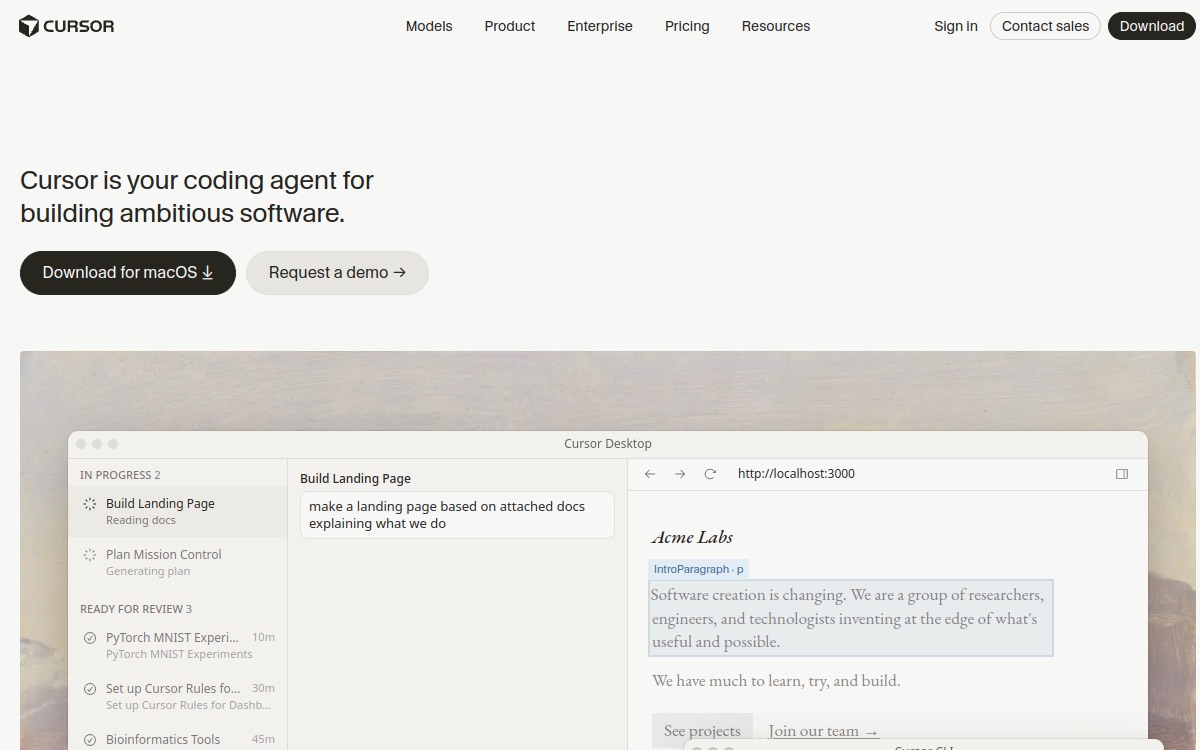 CURSOR
Models Product Enterprise Pricing Resources
Sign in Contact sales Download
Cursor is your coding agent for
building ambitious software.
Download for macOS ↓ Request a demo →
Cursor Desktop
IN PROGRESS 2
Build Landing Page
Reading docs
Plan Mission Control
Generating plan
READY FOR REVIEW 3
PyTorch MNIST Experi... 10m
PyTorch MNIST Experiments
Set up Cursor Rules fo... 30m
Set up Cursor Rules for Dashb...
Bioinformatics Tools 45m
Build Landing Page
make a landing page based on attached docs
explaining what we do
← → http://localhost:3000
Acme Labs
IntroParagraph · p
Software creation is changing. We are a group of researchers,
engineers, and technologists inventing at the edge of what's
useful and possible.
We have much to learn, try, and build.
See projects Join our team →
Cursor CLI